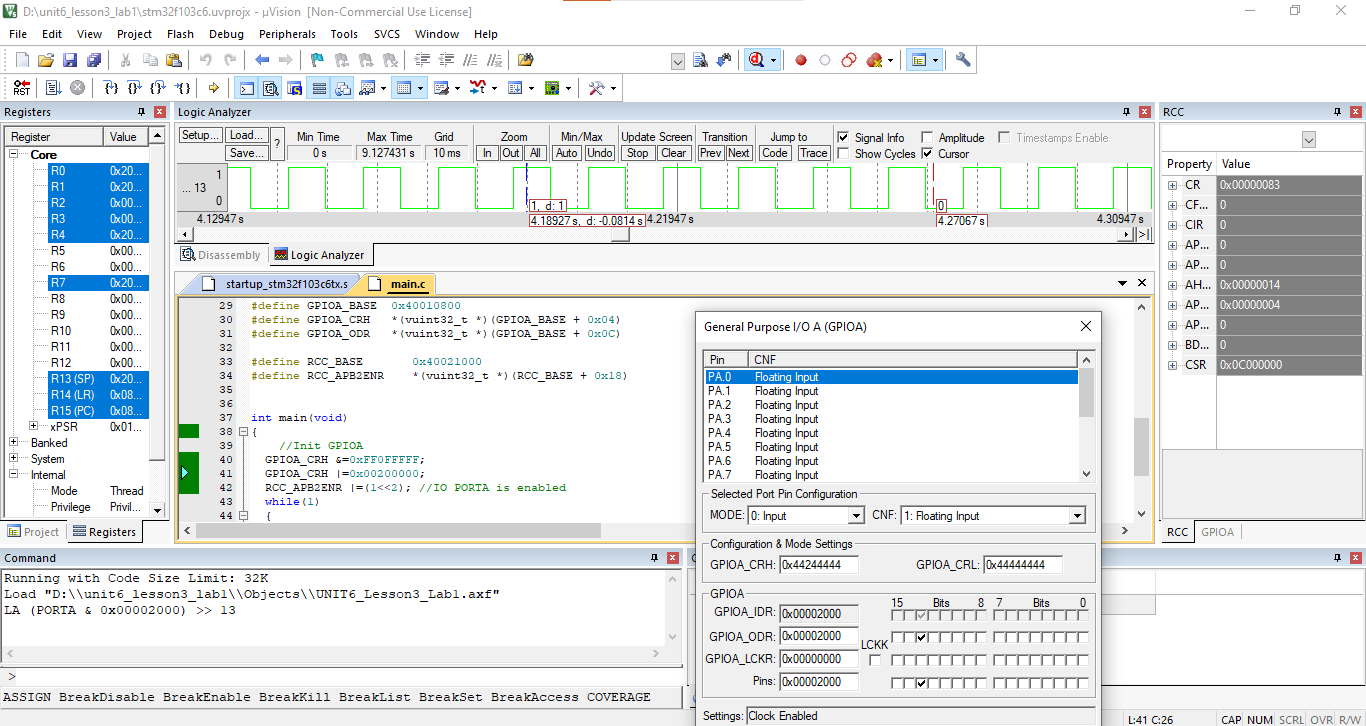 D:\unit6_lesson3_lab1\stm32f103c6.uvprojx - µVision [Non-Commercial Use License]
File Edit View Project Flash Debug Peripherals Tools SVCS Window Help
RST
Registers
Register Value
Core
R0 0x20...
R1 0x20...
R2 0x20...
R3 0x20...
R4 0x20...
R5 0x00...
R6 0x00...
R7 0x20...
R8 0x00...
R9 0x00...
R10 0x00...
R11 0x00...
R12 0x00...
R13 (SP) 0x20...
R14 (LR) 0x08...
R15 (PC) 0x08...
xPSR 0x01...
Banked
System
Internal
Mode Thread
Privilege Privil...
Project Registers
Logic Analyzer
Setup... Load... Save... ?
Min Time Max Time Grid Zoom Min/Max Update Screen Transition Jump to
0 s 9.127431 s 10 ms In Out All Auto Undo Stop Clear Prev Next Code Trace
Signal Info Amplitude Timestamps Enable
Show Cycles Cursor
1
... 13
0
1, d: 1 0
4.12947 s 4.18927 s, d: -0.0814 s 4.21947 s 4.27067 s 4.30947 s
Disassembly Logic Analyzer
startup_stm32f103c6tx.s main.c
29 #define GPIOA_BASE 0x40010800
30 #define GPIOA_CRH *(vuint32_t *)(GPIOA_BASE + 0x04)
31 #define GPIOA_ODR *(vuint32_t *)(GPIOA_BASE + 0x0C)
32
33 #define RCC_BASE 0x40021000
34 #define RCC_APB2ENR *(vuint32_t *)(RCC_BASE + 0x18)
35
36
37 int main(void)
38 {
39 //Init GPIOA
40 GPIOA_CRH &=0xFF0FFFFF;
41 GPIOA_CRH |=0x00200000;
42 RCC_APB2ENR |=(1<<2); //IO PORTA is enabled
43 while(1)
44 {
General Purpose I/O A (GPIOA)
Pin CNF
PA.0 Floating Input
PA.1 Floating Input
PA.2 Floating Input
PA.3 Floating Input
PA.4 Floating Input
PA.5 Floating Input
PA.6 Floating Input
PA.7 Floating Input
Selected Port Pin Configuration
MODE: 0: Input CNF: 1: Floating Input
Configuration & Mode Settings
GPIOA_CRH: 0x44244444 GPIOA_CRL: 0x44444444
GPIOA
15 Bits 8 7 Bits 0
GPIOA_IDR: 0x00002000
GPIOA_ODR: 0x00002000
LCKK
GPIOA_LCKR: 0x00000000
Pins: 0x00002000
Settings: Clock Enabled
RCC
Property Value
CR 0x00000083
CF... 0
CIR 0
AP... 0
AP... 0
AH... 0x00000014
AP... 0x00000004
AP... 0
BD... 0
CSR 0x0C000000
RCC GPIOA
Command
Running with Code Size Limit: 32K
Load "D:\\unit6_lesson3_lab1\\Objects\\UNIT6_Lesson3_Lab1.axf"
LA (PORTA & 0x00002000) >> 13
>
ASSIGN BreakDisable BreakEnable BreakKill BreakList BreakSet BreakAccess COVERAGE
L:41 C:26 CAP NUM SCRL OVR R/W